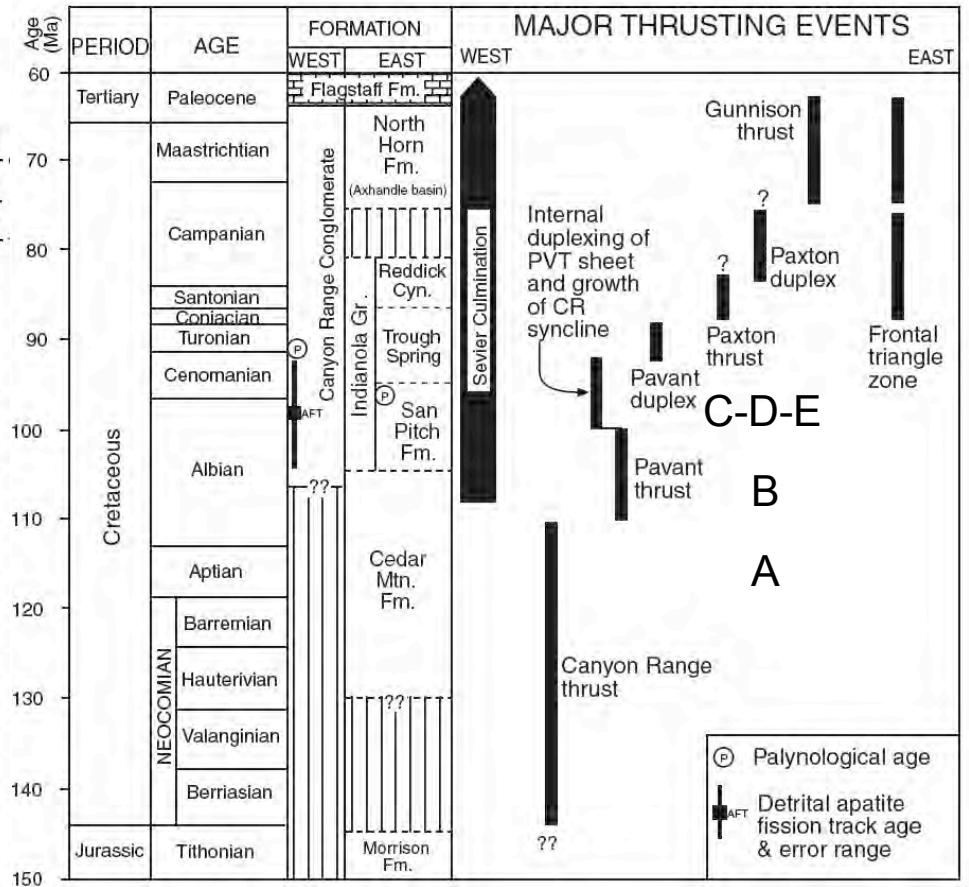 MAJOR THRUSTING EVENTS
Age
(Ma)
PERIOD
AGE
FORMATION
WEST
EAST
WEST
EAST
60
70
80
90
100
110
120
130
140
150
Tertiary
Cretaceous
Jurassic
Paleocene
Maastrichtian
Campanian
Santonian
Coniacian
Turonian
Cenomanian
Albian
Aptian
NEOCOMIAN
Barremian
Hauterivian
Valanginian
Berriasian
Tithonian
Flagstaff Fm.
Canyon Range Conglomerate
P
AFT
??
North
Horn
Fm.
(Axhandle basin)
Indianola Gr.
Reddick
Cyn.
Trough
Spring
P
San
Pitch
Fm.
Cedar
Mtn.
Fm.
??
Morrison
Fm.
Sevier Culmination
Internal
duplexing of
PVT sheet
and growth
of CR
syncline
Gunnison
thrust
?
Paxton
duplex
?
Paxton
thrust
Frontal
triangle
zone
Pavant
duplex
C-D-E
Pavant
thrust
B
A
Canyon Range
thrust
??
P Palynological age
AFT Detrital apatite
fission track age
& error range